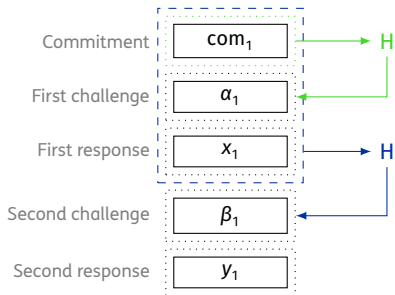 Commitment com₁ H
First challenge α₁
First response x₁ H
Second challenge β₁
Second response y₁